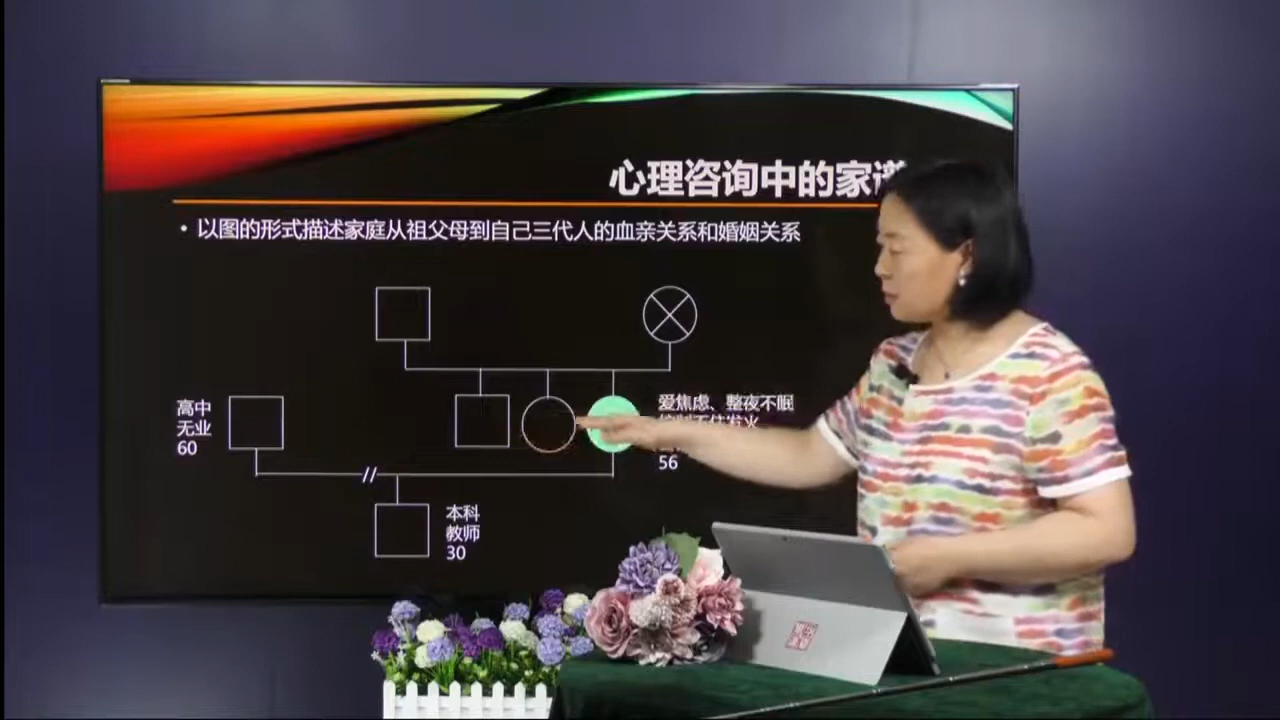 心理咨询中的家谱
• 以图的形式描述家庭从祖父母到自己三代人的血亲关系和婚姻关系
高中
无业
60
爱焦虑、整夜不眠
56
//
本科
教师
30